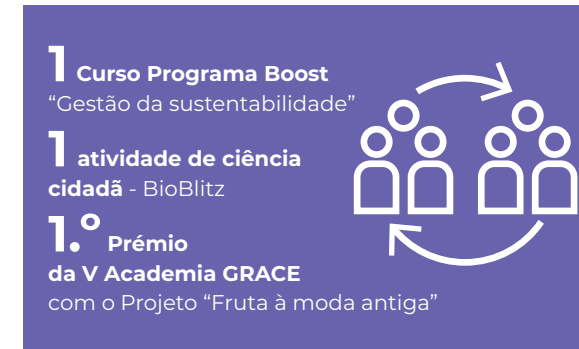 1 Curso Programa Boost
“Gestão da sustentabilidade”
1 atividade de ciência
cidadã - BioBlitz
1.º Prémio
da V Academia GRACE
com o Projeto “Fruta à moda antiga”